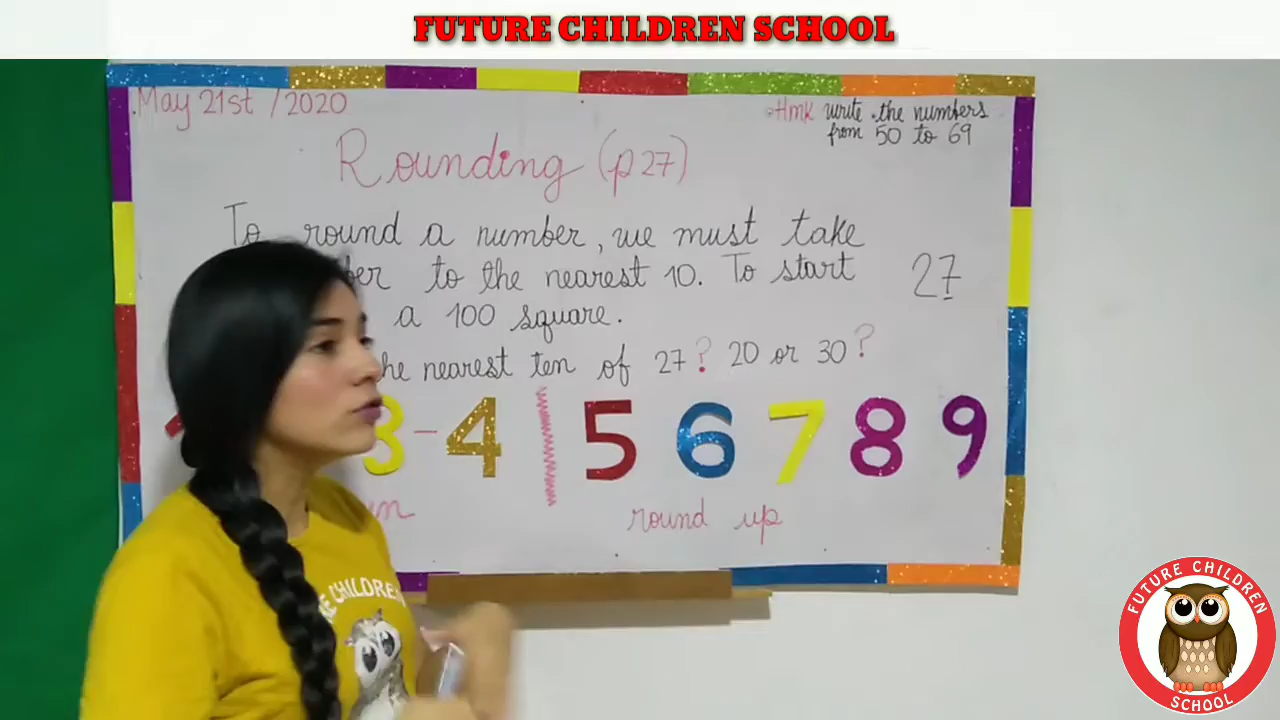 FUTURE CHILDREN SCHOOL
May 21st / 2020
Hmk write the numbers
from 50 to 69
Rounding (p27)
To round a number, we must take
to the nearest 10. To start
a 100 square.
27
the nearest ten of 27? 20 or 30?
3 - 4 5 6 7 8 9
round up
CHILDREN
FUTURE CHILDREN
SCHOOL